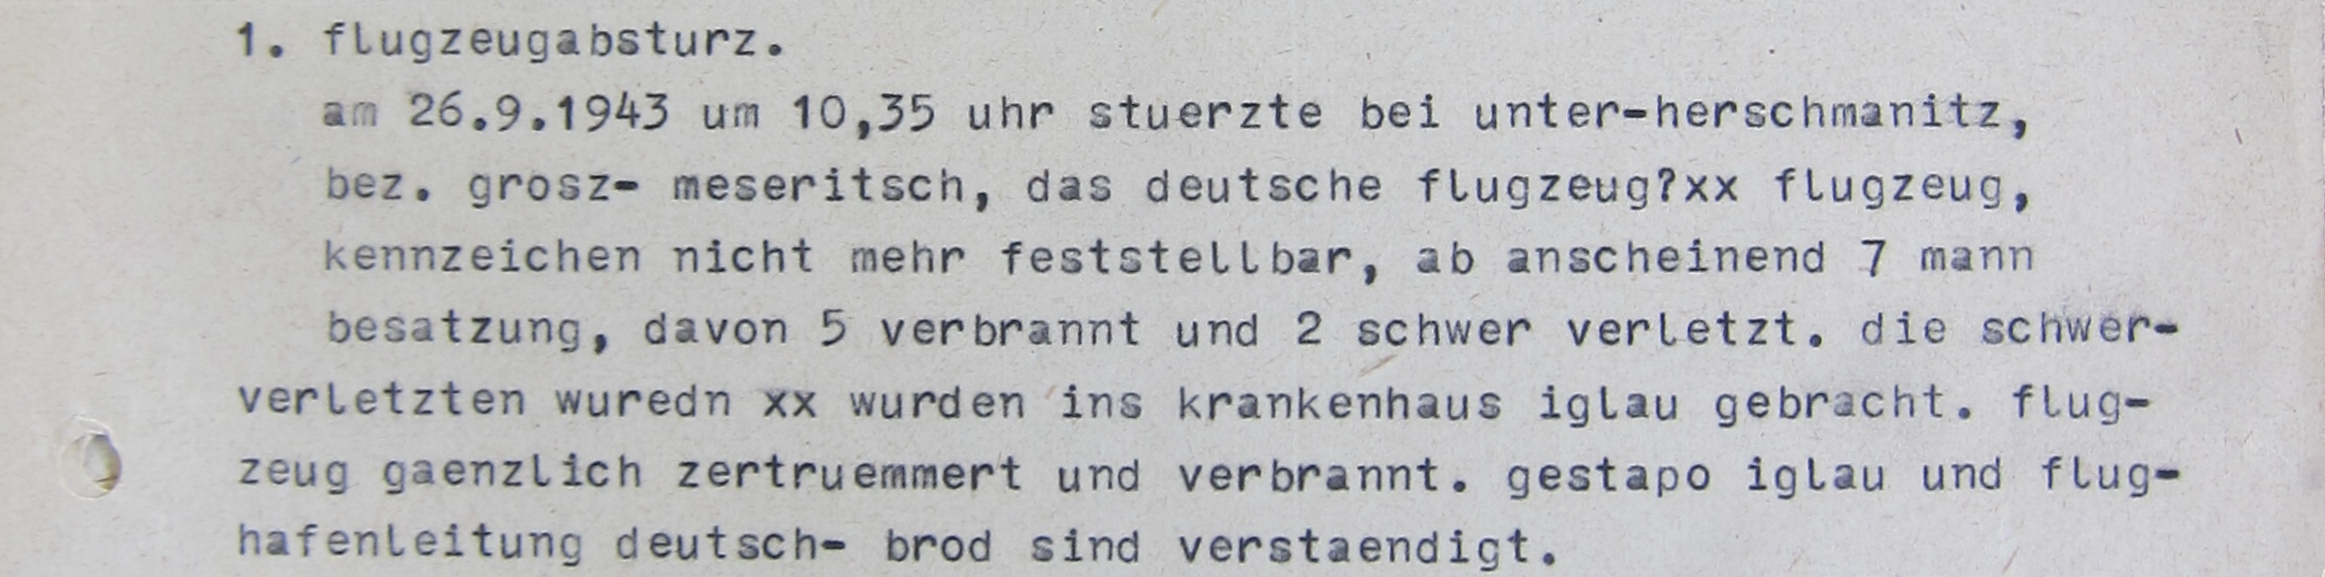 1. flugzeugabsturz.
am 26.9.1943 um 10,35 uhr stuerzte bei unter-herschmanitz,
bez. grosz- meseritsch, das deutsche flugzeug?xx flugzeug,
kennzeichen nicht mehr feststellbar, ab anscheinend 7 mann
besatzung, davon 5 verbrannt und 2 schwer verletzt. die schwer-
verletzten wuredn xx wurden ins krankenhaus iglau gebracht. flug-
zeug gaenzlich zertruemmert und verbrannt. gestapo iglau und flug-
hafenleitung deutsch- brod sind verstaendigt.